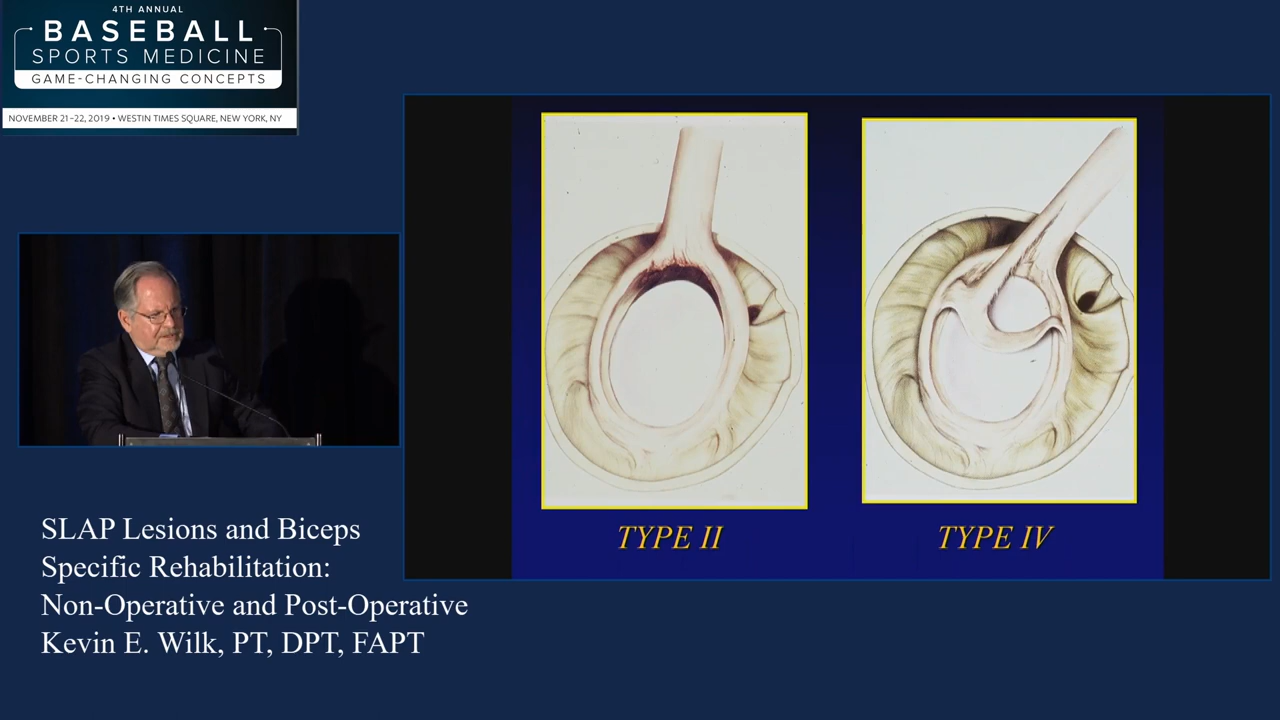 4TH ANNUAL
BASEBALL
SPORTS MEDICINE
GAME-CHANGING CONCEPTS
NOVEMBER 21-22, 2019 • WESTIN TIMES SQUARE, NEW YORK, NY
TYPE II
TYPE IV
SLAP Lesions and Biceps
Specific Rehabilitation:
Non-Operative and Post-Operative
Kevin E. Wilk, PT, DPT, FAPT